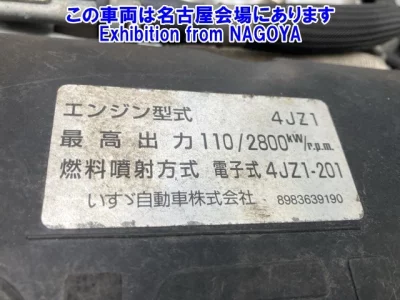 この車両は名古屋会場にあります
Exhibition from NAGOYA
エンジン型式 4JZ1
最高出力 110/2800kW/r.p.m.
燃料噴射方式 電子式 4JZ1-201
いすゞ自動車株式会社 8983639190